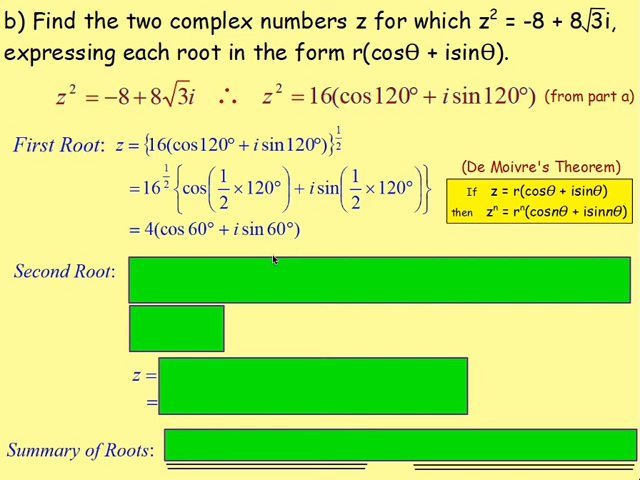 b) Find the two complex numbers z for which z² = -8 + 8√3i,
expressing each root in the form r(cosθ + isinθ).
z² = −8 + 8√3i ∴ z² = 16(cos120° + i sin120°) (from part a)
First Root: z = {16(cos120° + i sin120°)}^(1/2)
= 16^(1/2) {cos(1/2 × 120°) + i sin(1/2 × 120°)}
= 4(cos 60° + i sin 60°)
(De Moivre's Theorem)
If z = r(cosθ + isinθ)
then zⁿ = rⁿ(cosnθ + isinnθ)
Second Root:
z =
=
Summary of Roots: